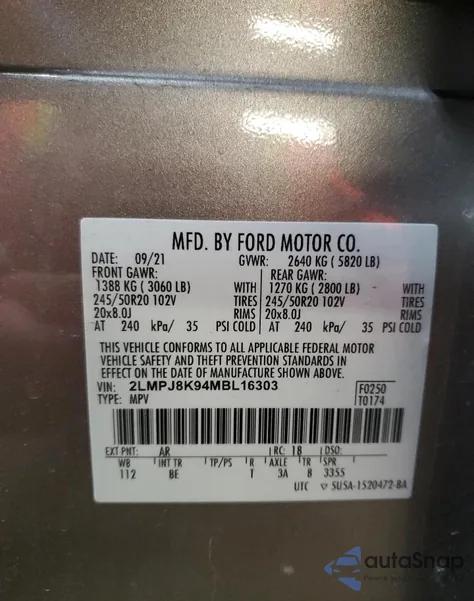 MFD. BY FORD MOTOR CO.
DATE: 09/21 GVWR: 2640 KG ( 5820 LB)
FRONT GAWR: REAR GAWR:
1388 KG ( 3060 LB) WITH 1270 KG ( 2800 LB) WITH
245/50R20 102V TIRES 245/50R20 102V TIRES
20x8.0J RIMS 20x8.0J RIMS
AT 240 kPa/ 35 PSI COLD AT 240 kPa/ 35 PSI COLD
THIS VEHICLE CONFORMS TO ALL APPLICABLE FEDERAL MOTOR
VEHICLE SAFETY AND THEFT PREVENTION STANDARDS IN
EFFECT ON THE DATE OF MANUFACTURE SHOWN ABOVE.
VIN: 2LMPJ8K94MBL16303 F0250
TYPE: MPV T0174
EXT PNT: AR RC: 18 DSO:
WB INT TR TP/PS R AXLE TR SPR
112 BE T 3A 8 3355
UTC SUSA-1520472-BA
autoSnap